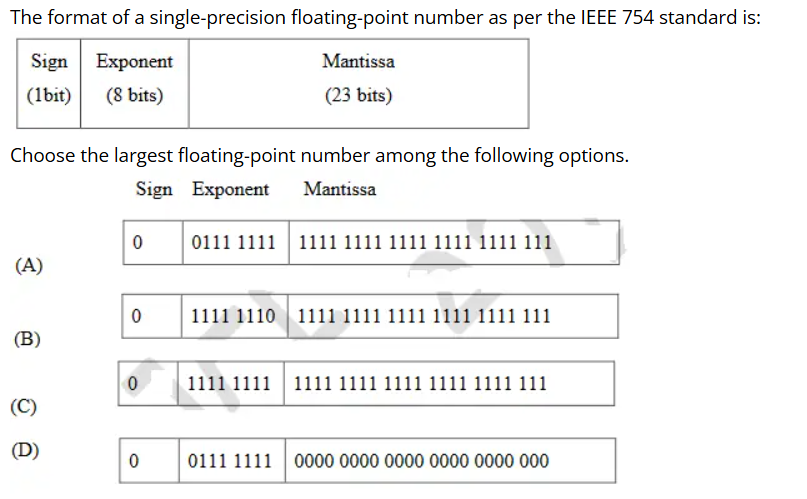 The format of a single-precision floating-point number as per the IEEE 754 standard is:
Sign Exponent Mantissa
(1bit) (8 bits) (23 bits)
Choose the largest floating-point number among the following options.
Sign Exponent Mantissa
(A) 0 0111 1111 1111 1111 1111 1111 1111 111
(B) 0 1111 1110 1111 1111 1111 1111 1111 111
(C) 0 1111 1111 1111 1111 1111 1111 1111 111
(D) 0 0111 1111 0000 0000 0000 0000 0000 000